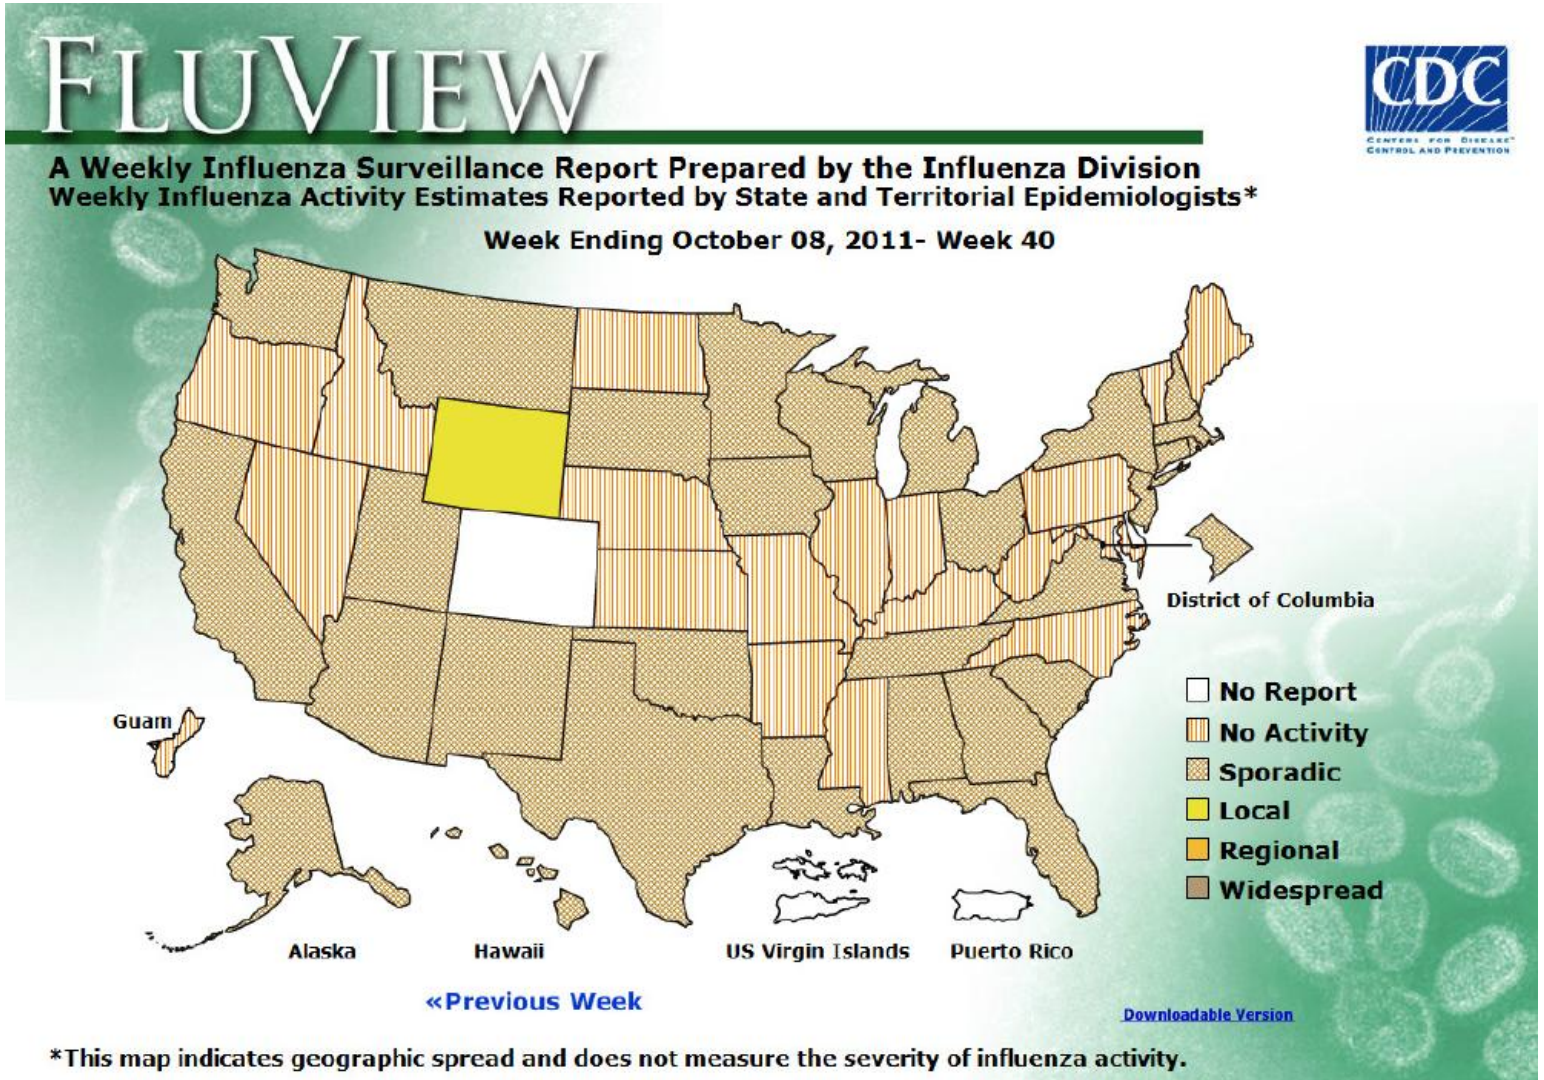 FLUVIEW
CDC
CENTERS FOR DISEASE™
CONTROL AND PREVENTION
A Weekly Influenza Surveillance Report Prepared by the Influenza Division
Weekly Influenza Activity Estimates Reported by State and Territorial Epidemiologists*
Week Ending October 08, 2011- Week 40
District of Columbia
No Report
Guam
No Activity
Sporadic
Local
Regional
Widespread
Alaska
Hawaii
US Virgin Islands
Puerto Rico
«Previous Week
Downloadable Version
*This map indicates geographic spread and does not measure the severity of influenza activity.